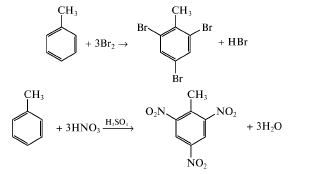 CH₃ CH₃
Br Br
+ 3Br₂ → + HBr
Br
CH₃ CH₃
O₂N NO₂
+ 3HNO₃ H₂SO₄ → + 3H₂O
NO₂